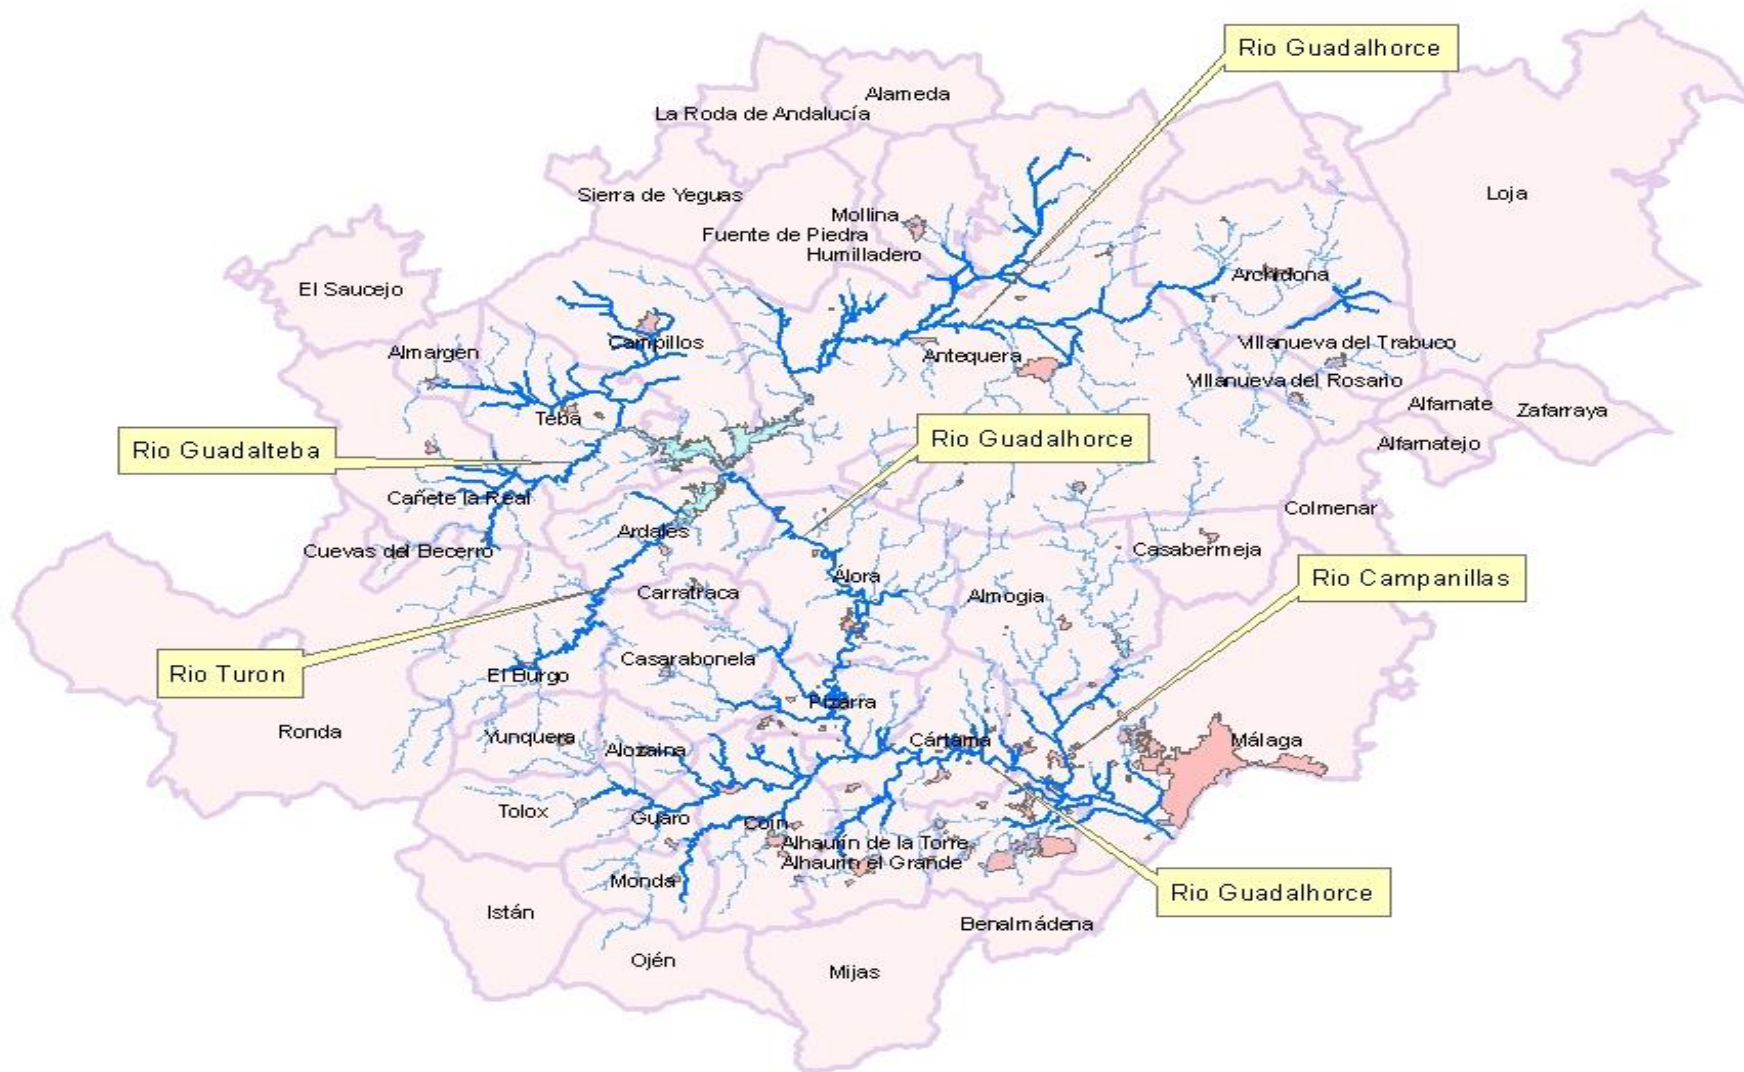 Rio Guadalhorce
Alameda
La Roda de Andalucía
Sierra de Yeguas
Loja
Mollina
Fuente de Piedra
Humilladero
Archidona
El Saucejo
Campillos
Almargen
Antequera
Villanueva del Trabuco
Villanueva del Rosario
Alfarnate
Zafarraya
Teba
Rio Guadalhorce
Alfarnatejo
Rio Guadalteba
Cañete la Real
Colmenar
Ardales
Cuevas del Becerro
Casabermeja
Álora
Rio Campanillas
Carratraca
Almogia
Casarabonela
Rio Turon
El Burgo
Pizarra
Ronda
Yunquera
Alozaina
Cártama
Málaga
Tolox
Guaro
Coín
Alhaurín de la Torre
Alhaurín el Grande
Monda
Rio Guadalhorce
Istán
Benalmádena
Ojén
Mijas